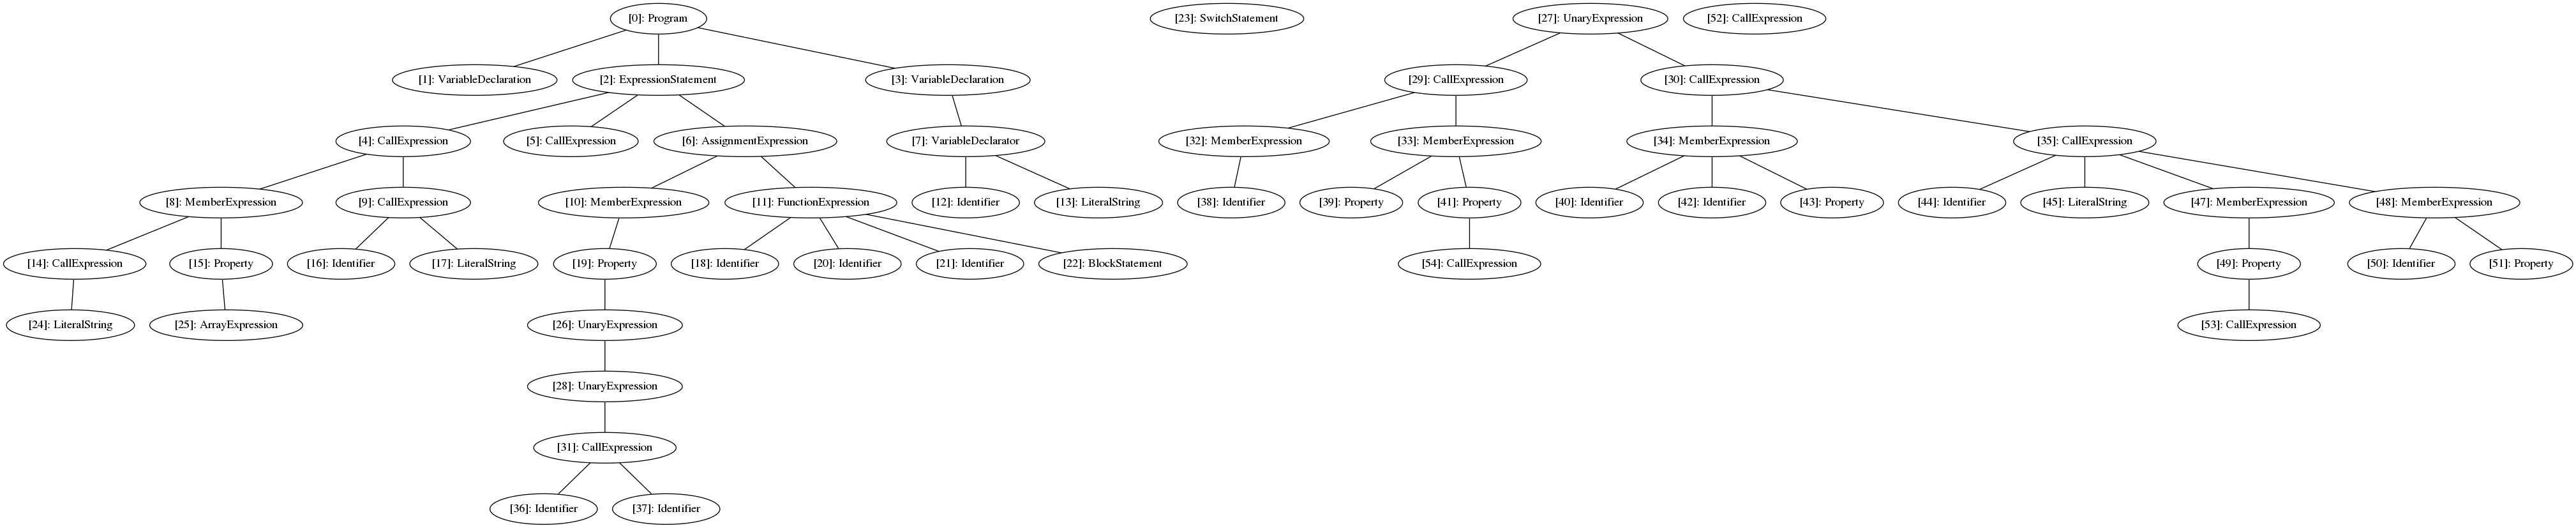 [0]: Program
[23]: SwitchStatement
[27]: UnaryExpression
[52]: CallExpression
[1]: VariableDeclaration
[2]: ExpressionStatement
[3]: VariableDeclaration
[29]: CallExpression
[30]: CallExpression
[4]: CallExpression
[5]: CallExpression
[6]: AssignmentExpression
[7]: VariableDeclarator
[32]: MemberExpression
[33]: MemberExpression
[34]: MemberExpression
[35]: CallExpression
[8]: MemberExpression
[9]: CallExpression
[10]: MemberExpression
[11]: FunctionExpression
[12]: Identifier
[13]: LiteralString
[38]: Identifier
[39]: Property
[41]: Property
[40]: Identifier
[42]: Identifier
[43]: Property
[44]: Identifier
[45]: LiteralString
[47]: MemberExpression
[48]: MemberExpression
[14]: CallExpression
[15]: Property
[16]: Identifier
[17]: LiteralString
[19]: Property
[18]: Identifier
[20]: Identifier
[21]: Identifier
[22]: BlockStatement
[54]: CallExpression
[49]: Property
[50]: Identifier
[51]: Property
[24]: LiteralString
[25]: ArrayExpression
[26]: UnaryExpression
[53]: CallExpression
[28]: UnaryExpression
[31]: CallExpression
[36]: Identifier
[37]: Identifier